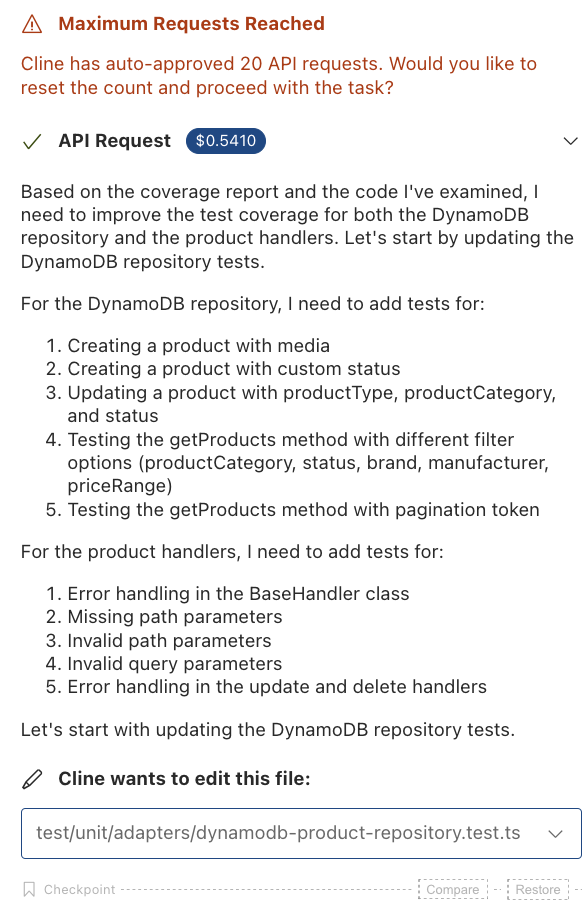 Maximum Requests Reached
Cline has auto-approved 20 API requests. Would you like to
reset the count and proceed with the task?
API Request $0.5410
Based on the coverage report and the code I've examined, I
need to improve the test coverage for both the DynamoDB
repository and the product handlers. Let's start by updating the
DynamoDB repository tests.
For the DynamoDB repository, I need to add tests for:
1. Creating a product with media
2. Creating a product with custom status
3. Updating a product with productType, productCategory,
and status
4. Testing the getProducts method with different filter
options (productCategory, status, brand, manufacturer,
priceRange)
5. Testing the getProducts method with pagination token
For the product handlers, I need to add tests for:
1. Error handling in the BaseHandler class
2. Missing path parameters
3. Invalid path parameters
4. Invalid query parameters
5. Error handling in the update and delete handlers
Let's start with updating the DynamoDB repository tests.
Cline wants to edit this file:
test/unit/adapters/dynamodb-product-repository.test.ts
Checkpoint Compare Restore